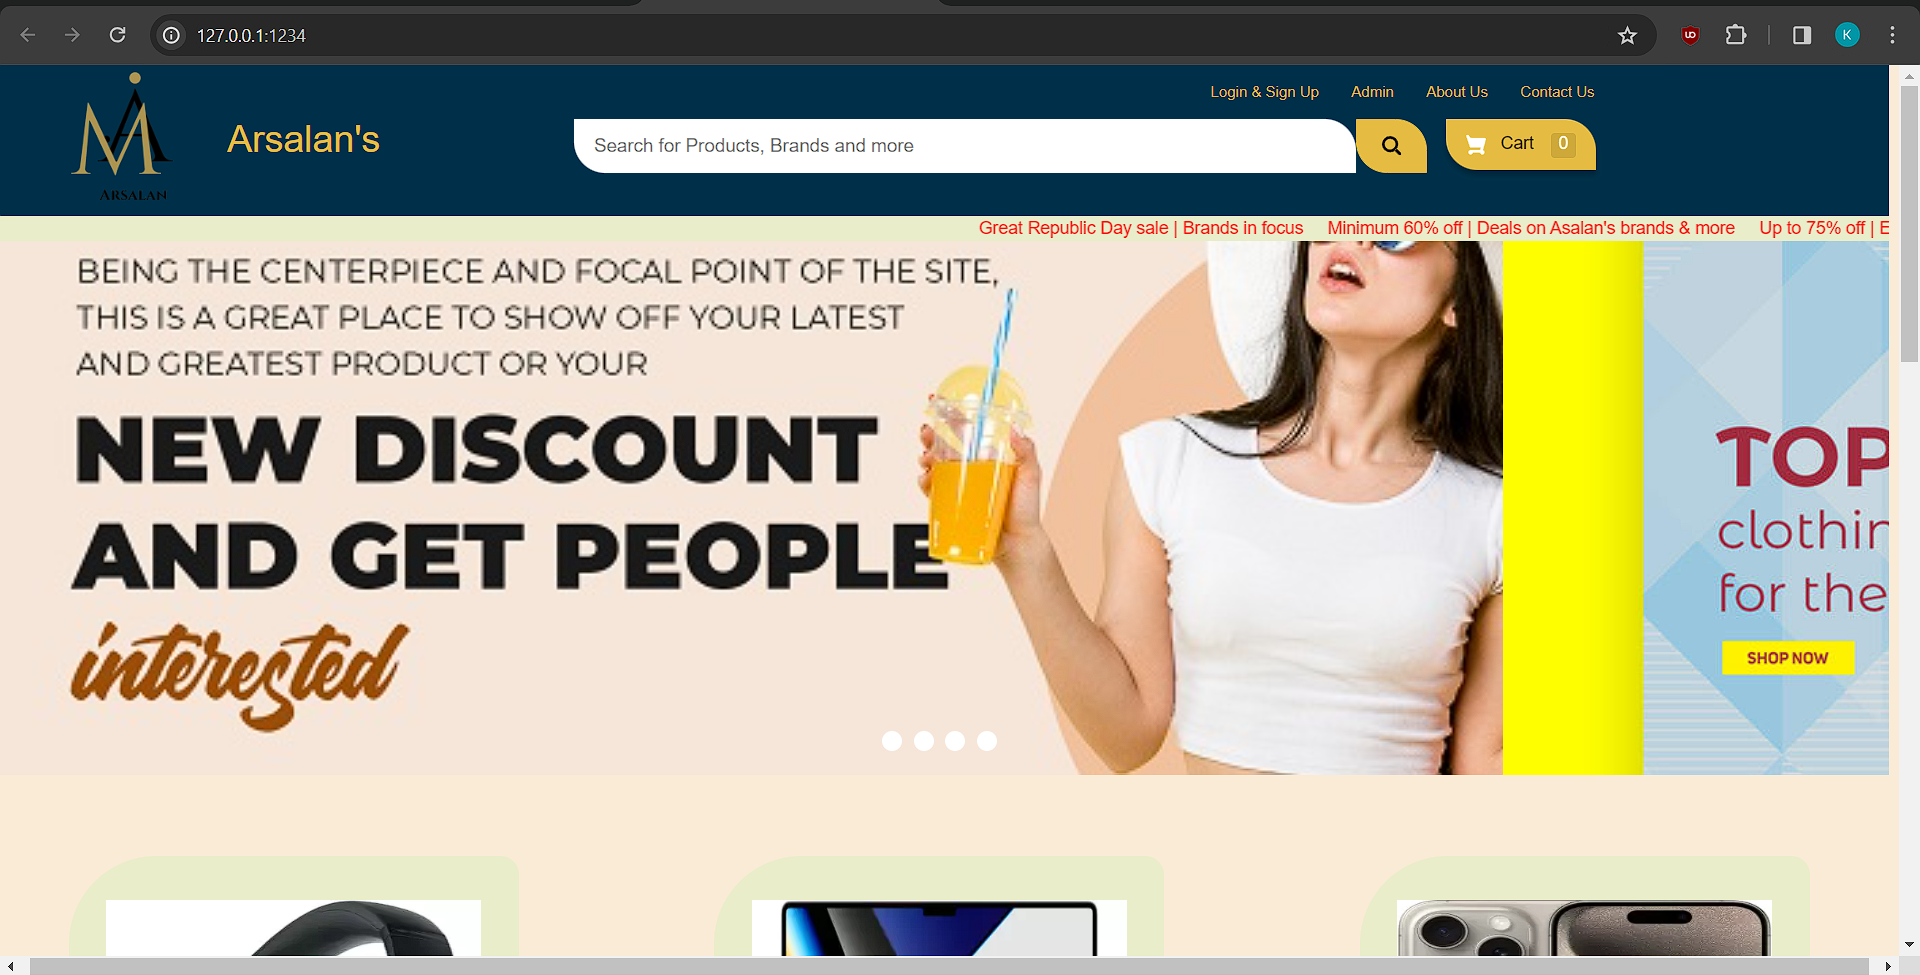 127.0.0.1:1234
K
Login & Sign Up Admin About Us Contact Us
MA
ARSALAN
Arsalan's
Search for Products, Brands and more
Cart 0
Great Republic Day sale | Brands in focus Minimum 60% off | Deals on Asalan's brands & more Up to 75% off | E
BEING THE CENTERPIECE AND FOCAL POINT OF THE SITE,
THIS IS A GREAT PLACE TO SHOW OFF YOUR LATEST
AND GREATEST PRODUCT OR YOUR
NEW DISCOUNT
AND GET PEOPLE
interested
TOP
clothin
for the
SHOP NOW